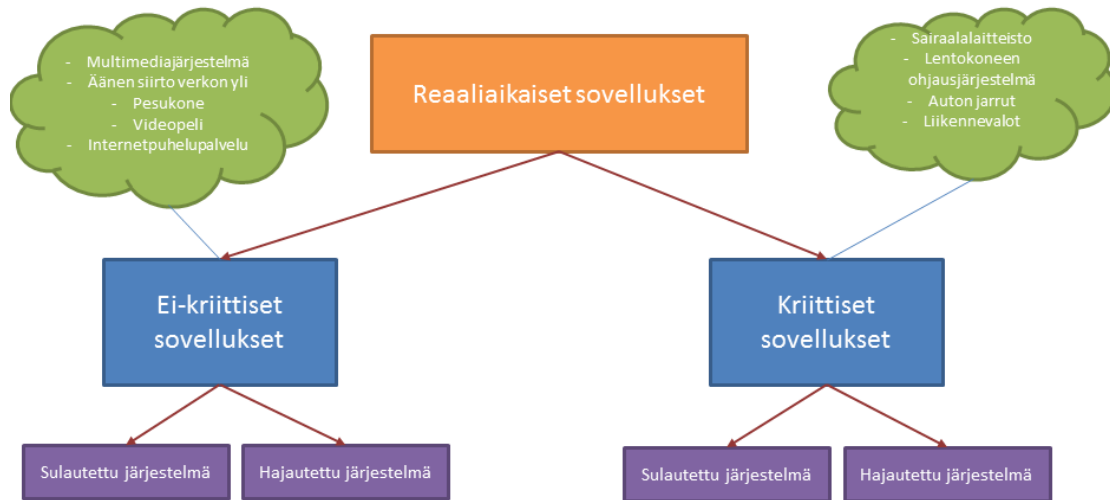 - Multimediajärjestelmä
- Äänen siirto verkon yli
- Pesukone
- Videopeli
- Internetpuhelupalvelu
Reaaliaikaiset sovellukset
- Sairaalalaitteisto
- Lentokoneen
ohjausjärjestelmä
- Auton jarrut
- Liikennevalot
Ei-kriittiset
sovellukset
Kriittiset
sovellukset
Sulautettu järjestelmä
Hajautettu järjestelmä
Sulautettu järjestelmä
Hajautettu järjestelmä